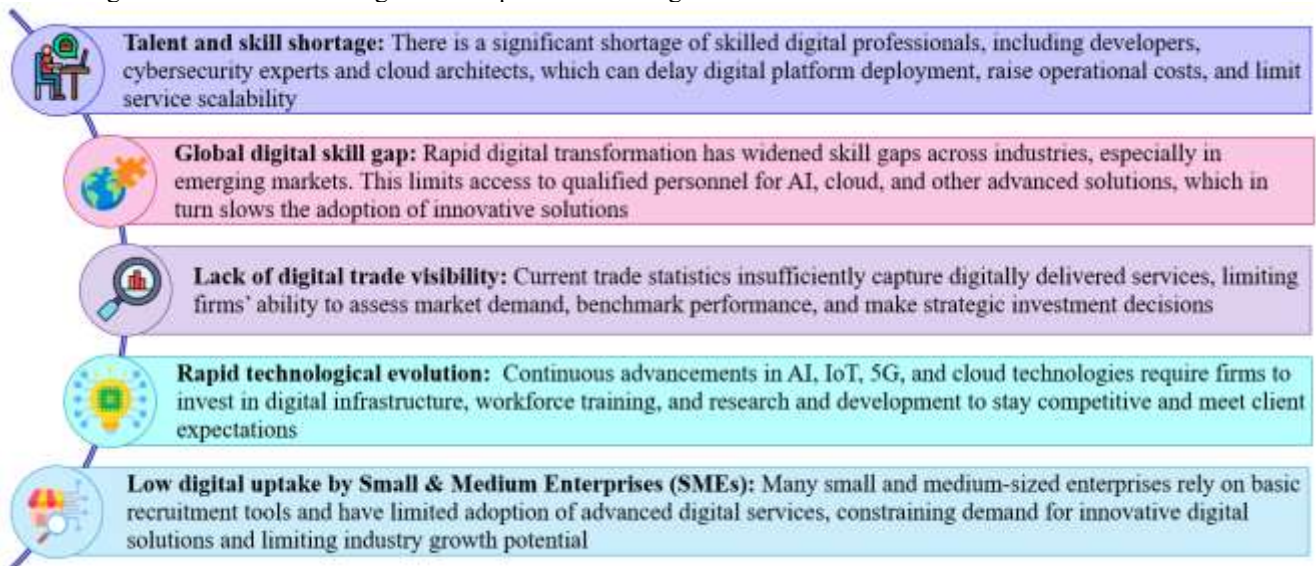 Talent and skill shortage: There is a significant shortage of skilled digital professionals, including developers,
cybersecurity experts and cloud architects, which can delay digital platform deployment, raise operational costs, and limit
service scalability
Global digital skill gap: Rapid digital transformation has widened skill gaps across industries, especially in
emerging markets. This limits access to qualified personnel for AI, cloud, and other advanced solutions, which in
turn slows the adoption of innovative solutions
Lack of digital trade visibility: Current trade statistics insufficiently capture digitally delivered services, limiting
firms' ability to assess market demand, benchmark performance, and make strategic investment decisions
Rapid technological evolution: Continuous advancements in AI, IoT, 5G, and cloud technologies require firms to
invest in digital infrastructure, workforce training, and research and development to stay competitive and meet client
expectations
Low digital uptake by Small & Medium Enterprises (SMEs): Many small and medium-sized enterprises rely on basic
recruitment tools and have limited adoption of advanced digital services, constraining demand for innovative digital
solutions and limiting industry growth potential